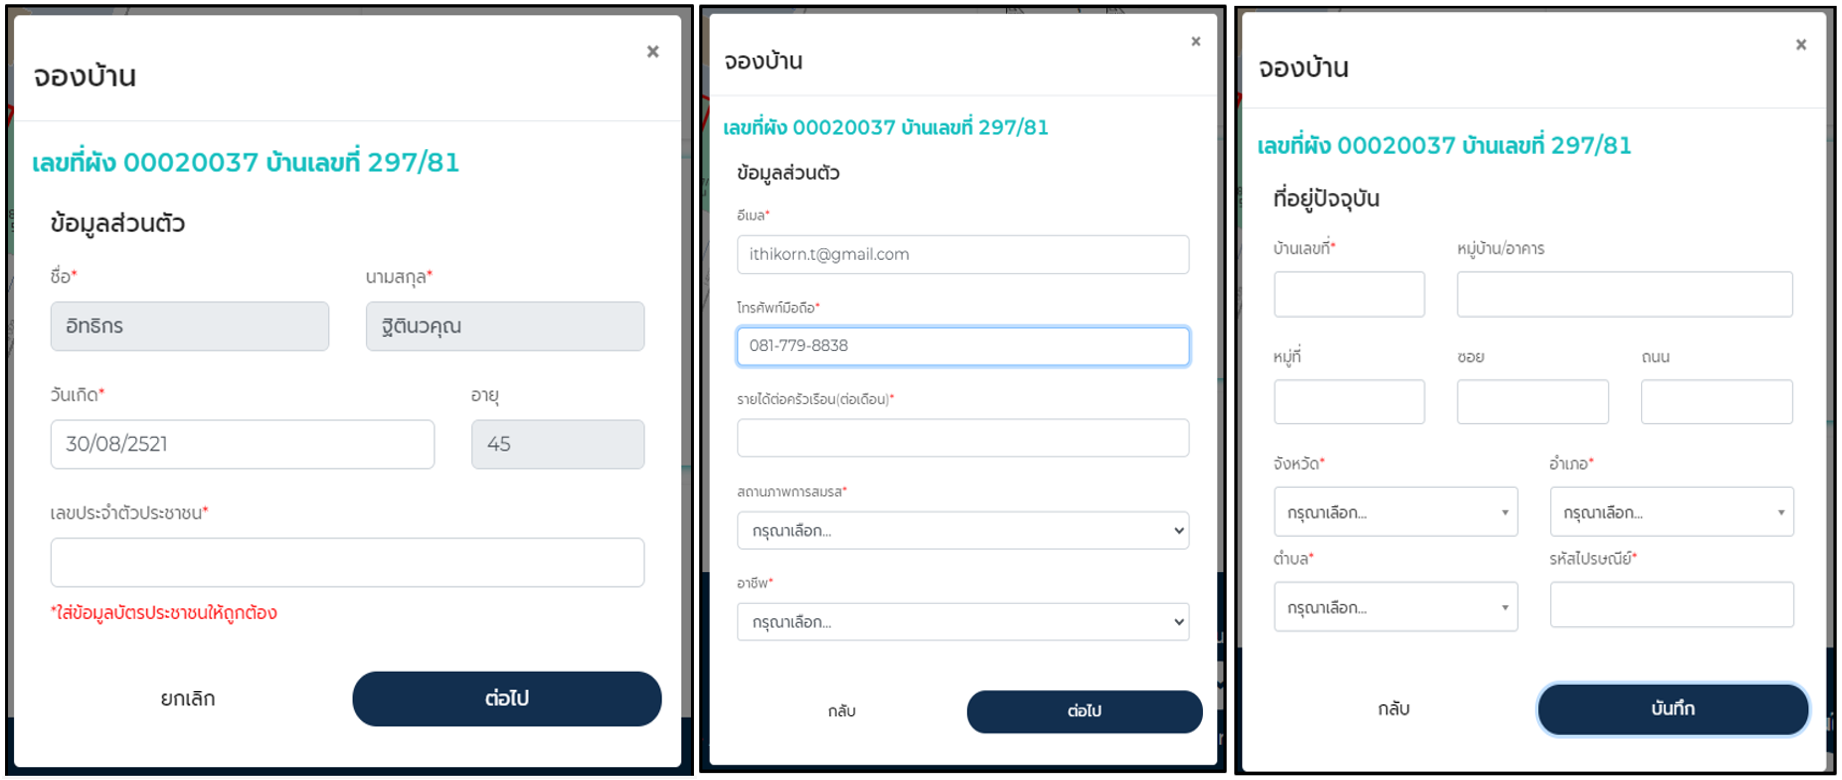 ×
จองบ้าน
เลขที่ผัง 00020037 บ้านเลขที่ 297/81
ข้อมูลส่วนตัว
ชื่อ* นามสกุล*
อิทธิกร ฐิตินวคุณ
วันเกิด* อายุ
30/08/2521 45
เลขประจำตัวประชาชน*
*ใส่ข้อมูลบัตรประชาชนให้ถูกต้อง
ยกเลิก ต่อไป
×
จองบ้าน
เลขที่ผัง 00020037 บ้านเลขที่ 297/81
ข้อมูลส่วนตัว
อีเมล*
ithikorn.t@gmail.com
โทรศัพท์มือถือ*
081-779-8838
รายได้ต่อครัวเรือน(ต่อเดือน)*
สถานภาพการสมรส*
กรุณาเลือก...
อาชีพ*
กรุณาเลือก...
กลับ ต่อไป
×
จองบ้าน
เลขที่ผัง 00020037 บ้านเลขที่ 297/81
ที่อยู่ปัจจุบัน
บ้านเลขที่* หมู่บ้าน/อาคาร
หมู่ที่ ซอย ถนน
จังหวัด* อำเภอ*
กรุณาเลือก... กรุณาเลือก...
ตำบล* รหัสไปรษณีย์*
กรุณาเลือก...
กลับ บันทึก